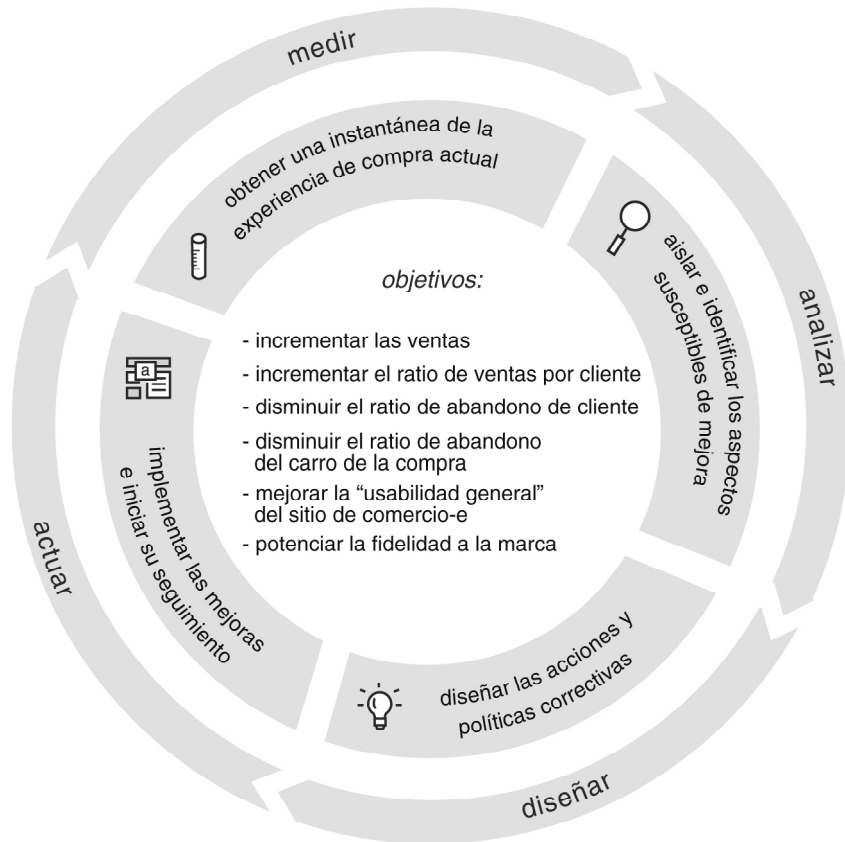 medir
obtener una instantánea de la
experiencia de compra actual
analizar
aislar e identificar los aspectos
susceptibles de mejora
diseñar
diseñar las acciones y
políticas correctivas
actuar
implementar las mejoras
e iniciar su seguimiento
a
objetivos:
- incrementar las ventas
- incrementar el ratio de ventas por cliente
- disminuir el ratio de abandono de cliente
- disminuir el ratio de abandono
del carro de la compra
- mejorar la “usabilidad general”
del sitio de comercio-e
- potenciar la fidelidad a la marca